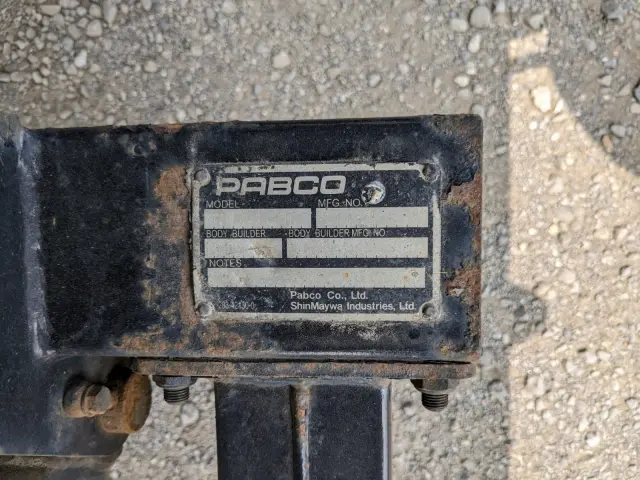 PABCO
MODEL MFG. NO.
BODY BUILDER BODY BUILDER MFG NO.
NOTES
Pabco Co., Ltd.
ShinMaywa Industries, Ltd.